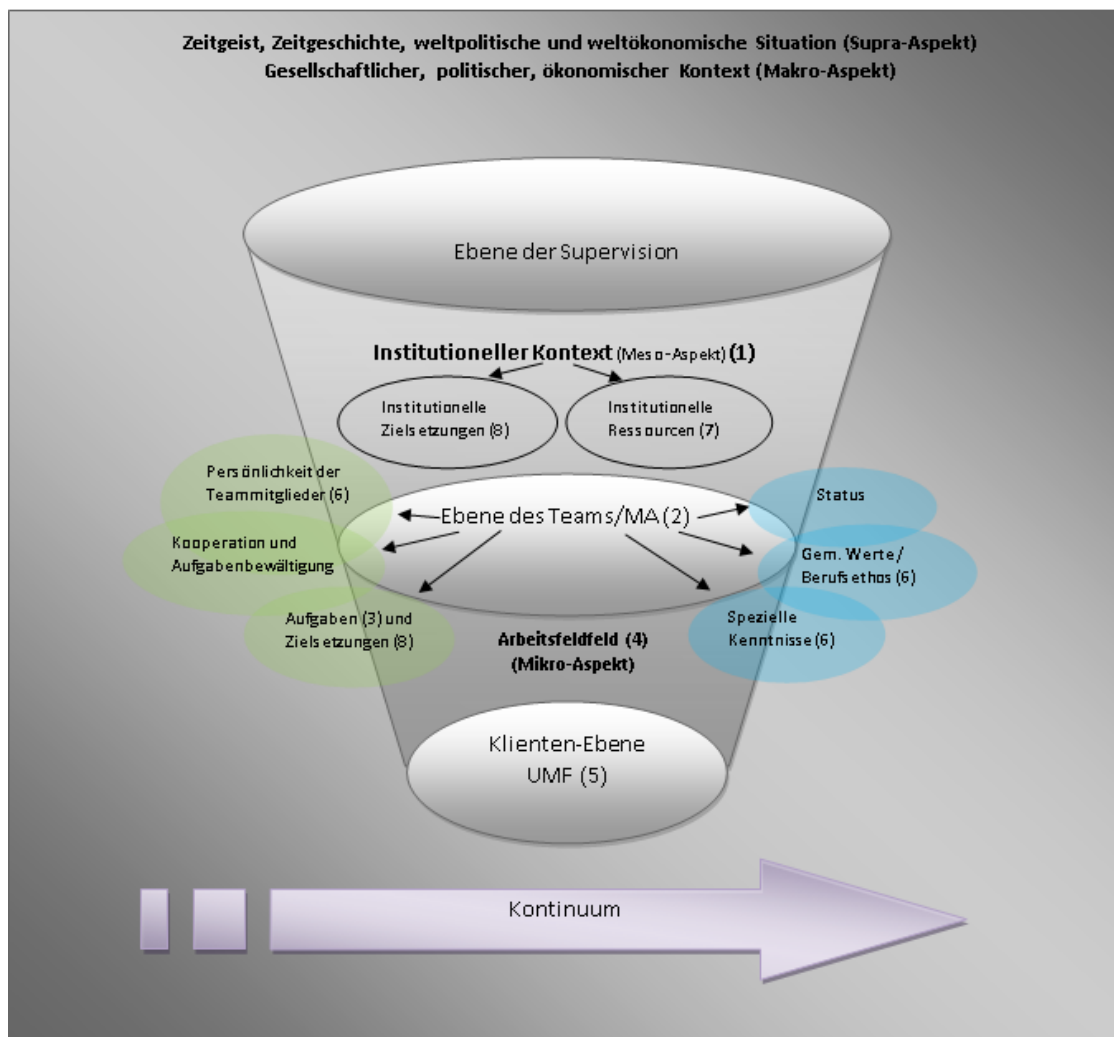 Zeitgeist, Zeitgeschichte, weltpolitische und weltökonomische Situation (Supra-Aspekt)
Gesellschaftlicher, politischer, ökonomischer Kontext (Makro-Aspekt)
Ebene der Supervision
Institutioneller Kontext (Meso-Aspekt) (1)
Institutionelle
Zielsetzungen (8)
Institutionelle
Ressourcen (7)
Persönlichkeit der
Teammitglieder (6)
Kooperation und
Aufgabenbewältigung
Aufgaben (3) und
Zielsetzungen (8)
Ebene des Teams/MA (2)
Status
Gem. Werte/
Berufsethos (6)
Spezielle
Kenntnisse (6)
Arbeitsfeldfeld (4)
(Mikro-Aspekt)
Klienten-Ebene
UMF (5)
Kontinuum